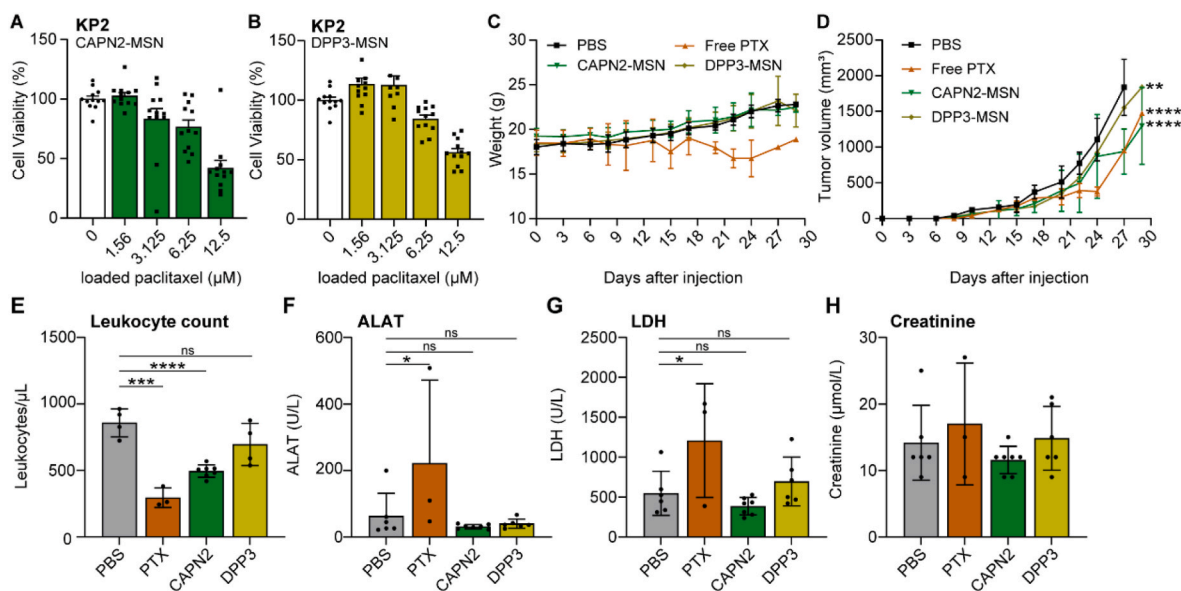 A KP2
CAPN2-MSN
Cell Viablity (%)
150
100
50
0
0
1.56
3.125
6.25
12.5
loaded paclitaxel (µM)
B KP2
DPP3-MSN
Cell Viability (%)
150
100
50
0
0
1.56
3.125
6.25
12.5
loaded paclitaxel (µM)
C
PBS
Free PTX
CAPN2-MSN
DPP3-MSN
Weight (g)
30
25
20
15
10
0 3 6 9 12 15 18 21 24 27 30
Days after injection
D
PBS
Free PTX
CAPN2-MSN
DPP3-MSN
Tumor volume (mm³)
2500
2000
1500
1000
500
0
0 3 6 9 12 15 18 21 24 27 30
Days after injection
**
****
****
E Leukocyte count
Leukocytes/µL
1500
1000
500
0
ns
****
***
PBS
PTX
CAPN2
DPP3
F ALAT
ALAT (U/L)
600
400
200
0
ns
ns
*
PBS
PTX
CAPN2
DPP3
G LDH
LDH (U/L)
2500
2000
1500
1000
500
0
ns
ns
*
PBS
PTX
CAPN2
DPP3
H Creatinine
Creatinine (µmol/L)
30
20
10
0
PBS
PTX
CAPN2
DPP3